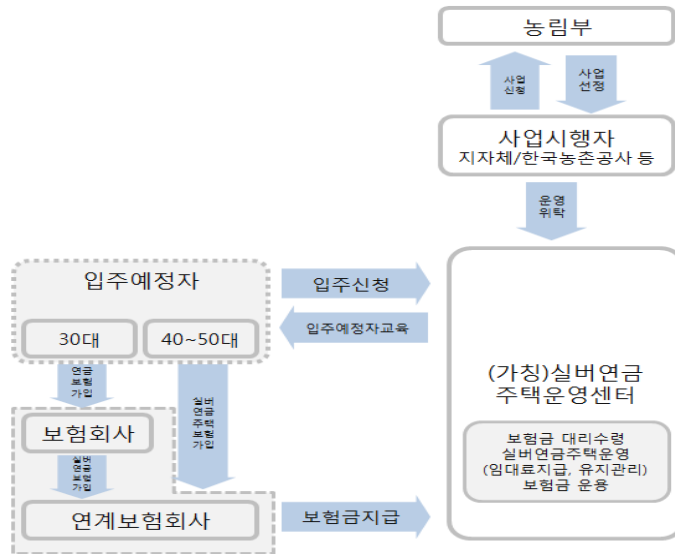 농림부
사업
신청
사업
선정
사업시행자
지자체/한국농촌공사 등
운영
위탁
입주예정자
30대
40~50대
입주신청
입주예정자교육
연금
보험
가입
실버
연금
주택
보험
가입
(가칭)실버연금
주택운영센터
보험금 대리수령
실버연금주택운영
(임대료지급, 유지관리)
보험금 운용
보험회사
실버
연금
보험
가입
연계보험회사
보험금지급